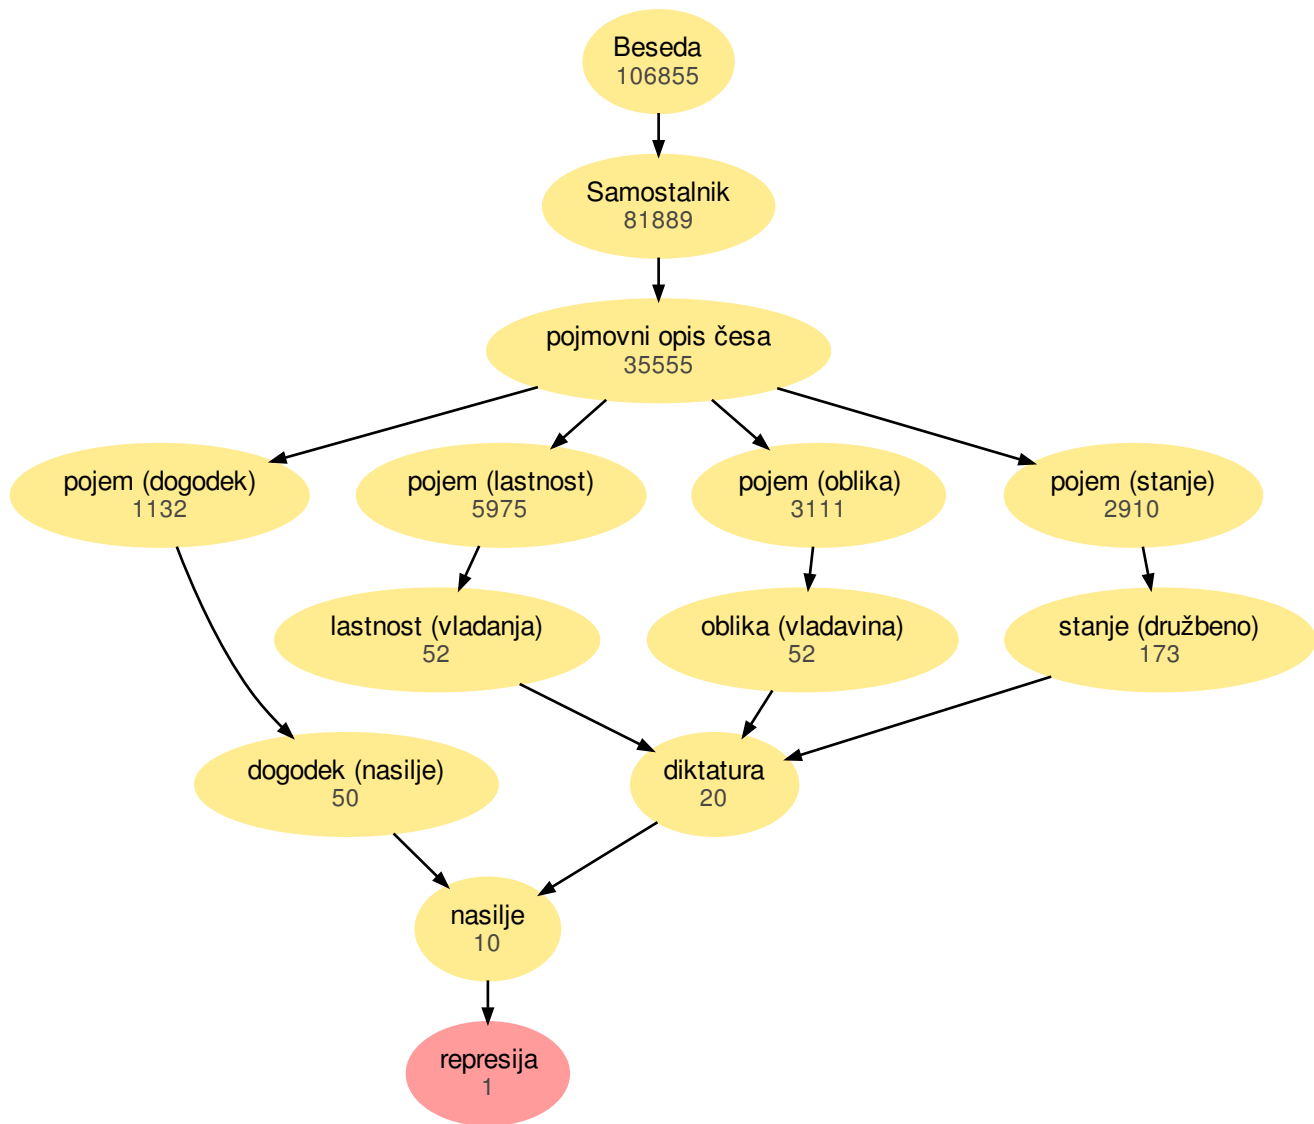 Beseda
106855
Samostalnik
81889
pojmovni opis česa
35555
pojem (dogodek)
1132
pojem (lastnost)
5975
pojem (oblika)
3111
pojem (stanje)
2910
lastnost (vladanja)
52
oblika (vladavina)
52
stanje (družbeno)
173
dogodek (nasilje)
50
diktatura
20
nasilje
10
represija
1